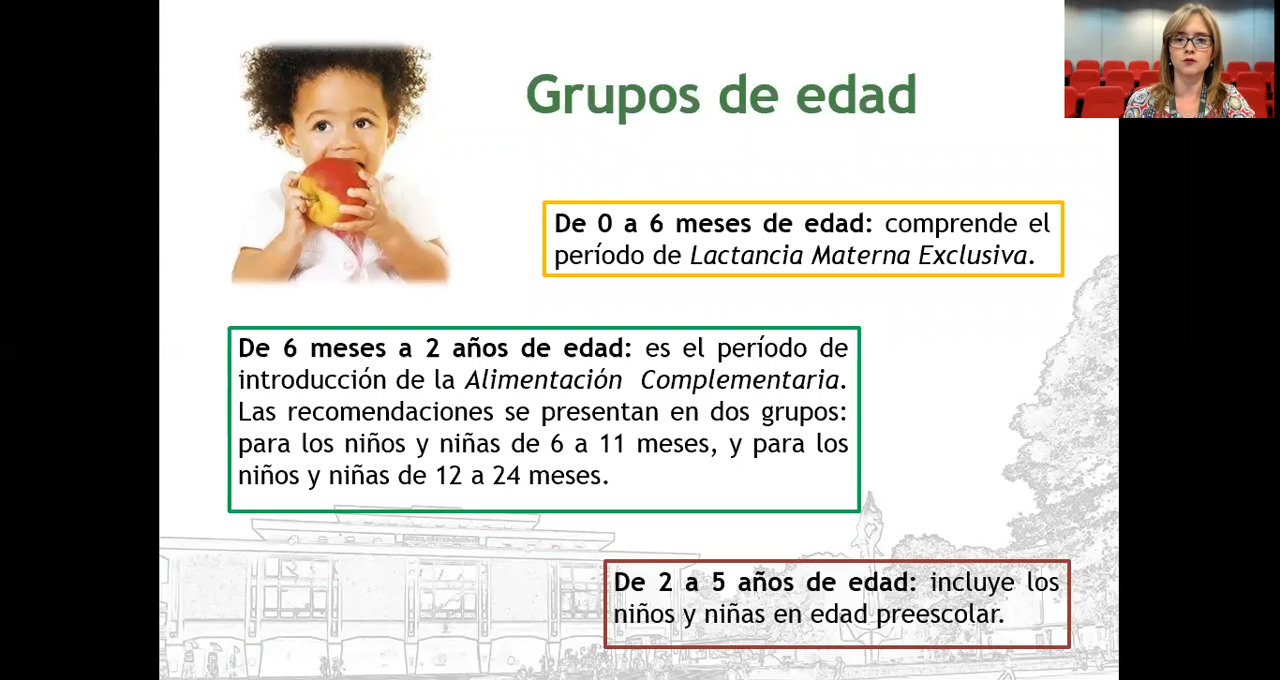 Grupos de edad
De 0 a 6 meses de edad: comprende el
período de Lactancia Materna Exclusiva.
De 6 meses a 2 años de edad: es el período de
introducción de la Alimentación Complementaria.
Las recomendaciones se presentan en dos grupos:
para los niños y niñas de 6 a 11 meses, y para los
niños y niñas de 12 a 24 meses.
De 2 a 5 años de edad: incluye los
niños y niñas en edad preescolar.